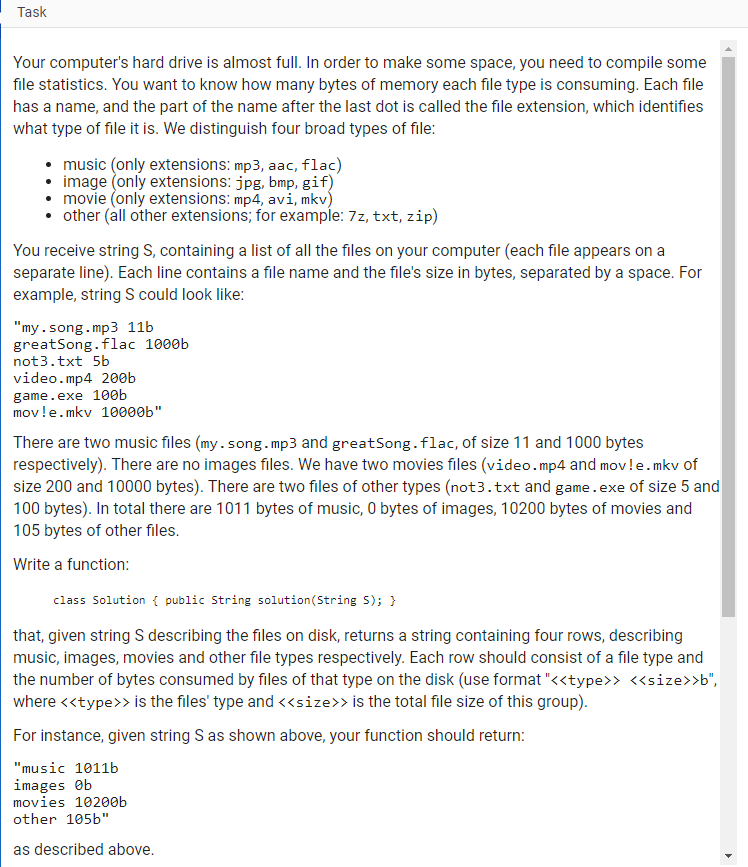 Task
Your computer's hard drive is almost full. In order to make some space, you need to compile some
file statistics. You want to know how many bytes of memory each file type is consuming. Each file
has a name, and the part of the name after the last dot is called the file extension, which identifies
what type of file it is. We distinguish four broad types of file:
• music (only extensions: mp3, aac, flac)
• image (only extensions: jpg, bmp, gif)
• movie (only extensions: mp4, avi, mkv)
• other (all other extensions; for example: 7z, txt, zip)
You receive string S, containing a list of all the files on your computer (each file appears on a
separate line). Each line contains a file name and the file's size in bytes, separated by a space. For
example, string S could look like:
"my.song.mp3 11b
greatSong.flac 1000b
not3.txt 5b
video.mp4 200b
game.exe 100b
mov!e.mkv 10000b"
There are two music files (my.song.mp3 and greatSong.flac, of size 11 and 1000 bytes
respectively). There are no images files. We have two movies files (video.mp4 and mov!e.mkv of
size 200 and 10000 bytes). There are two files of other types (not3.txt and game.exe of size 5 and
100 bytes). In total there are 1011 bytes of music, 0 bytes of images, 10200 bytes of movies and
105 bytes of other files.
Write a function:
class Solution { public String solution(String S); }
that, given string S describing the files on disk, returns a string containing four rows, describing
music, images, movies and other file types respectively. Each row should consist of a file type and
the number of bytes consumed by files of that type on the disk (use format "<<type>> <<size>>b",
where <<type>> is the files' type and <<size>> is the total file size of this group).
For instance, given string S as shown above, your function should return:
"music 1011b
images 0b
movies 10200b
other 105b"
as described above.